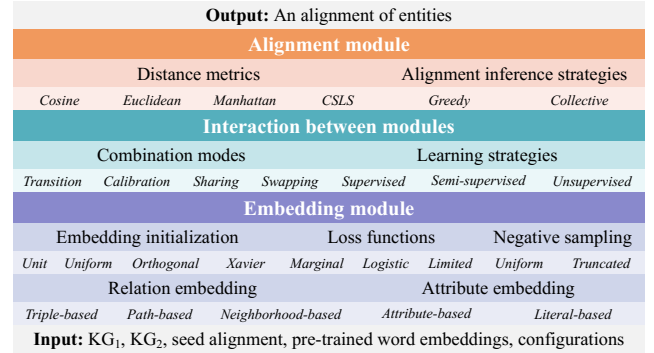 Output: An alignment of entities
Alignment module
Distance metrics Alignment inference strategies
Cosine Euclidean Manhattan CSLS Greedy Collective
Interaction between modules
Combination modes Learning strategies
Transition Calibration Sharing Swapping Supervised Semi-supervised Unsupervised
Embedding module
Embedding initialization Loss functions Negative sampling
Unit Uniform Orthogonal Xavier Marginal Logistic Limited Uniform Truncated
Relation embedding Attribute embedding
Triple-based Path-based Neighborhood-based Attribute-based Literal-based
Input: KG₁, KG₂, seed alignment, pre-trained word embeddings, configurations